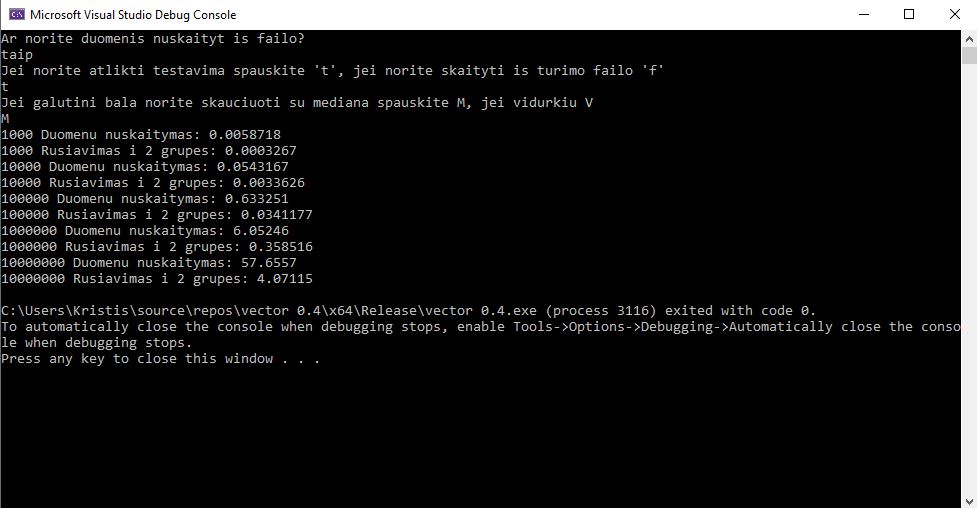 Microsoft Visual Studio Debug Console
Ar norite duomenis nuskaityt is failo?
taip
Jei norite atlikti testavima spauskite 't', jei norite skaityti is turimo failo 'f'
t
Jei galutini bala norite skauciuoti su mediana spauskite M, jei vidurkiu V
M
1000 Duomenu nuskaitymas: 0.0058718
1000 Rusiavimas i 2 grupes: 0.0003267
10000 Duomenu nuskaitymas: 0.0543167
10000 Rusiavimas i 2 grupes: 0.0033626
100000 Duomenu nuskaitymas: 0.633251
100000 Rusiavimas i 2 grupes: 0.0341177
1000000 Duomenu nuskaitymas: 6.05246
1000000 Rusiavimas i 2 grupes: 0.358516
10000000 Duomenu nuskaitymas: 57.6557
10000000 Rusiavimas i 2 grupes: 4.07115
C:\Users\Kristis\source\repos\vector 0.4\x64\Release\vector 0.4.exe (process 3116) exited with code 0.
To automatically close the console when debugging stops, enable Tools->Options->Debugging->Automatically close the conso
le when debugging stops.
Press any key to close this window . . .